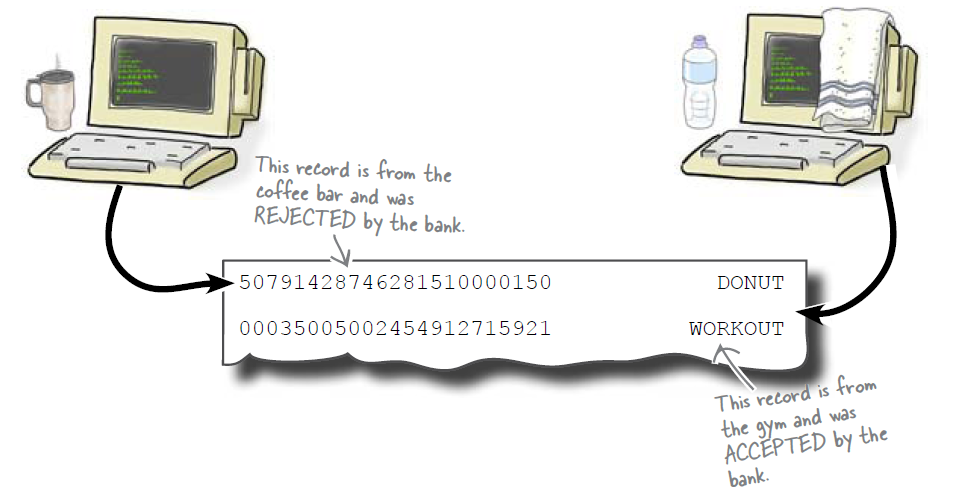 This record is from the
coffee bar and was
REJECTED by the bank.
50791428746281510000150 DONUT
00035005002454912715921 WORKOUT
This record is from
the gym and was
ACCEPTED by the
bank.